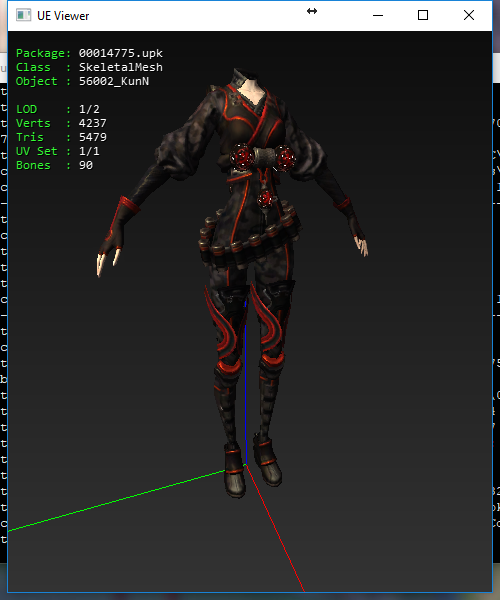 UE Viewer
Package: 00014775.upk
Class  : SkeletalMesh
Object : 56002_KunN
LOD    : 1/2
Verts  : 4237
Tris   : 5479
UV Set : 1/1
Bones  : 90